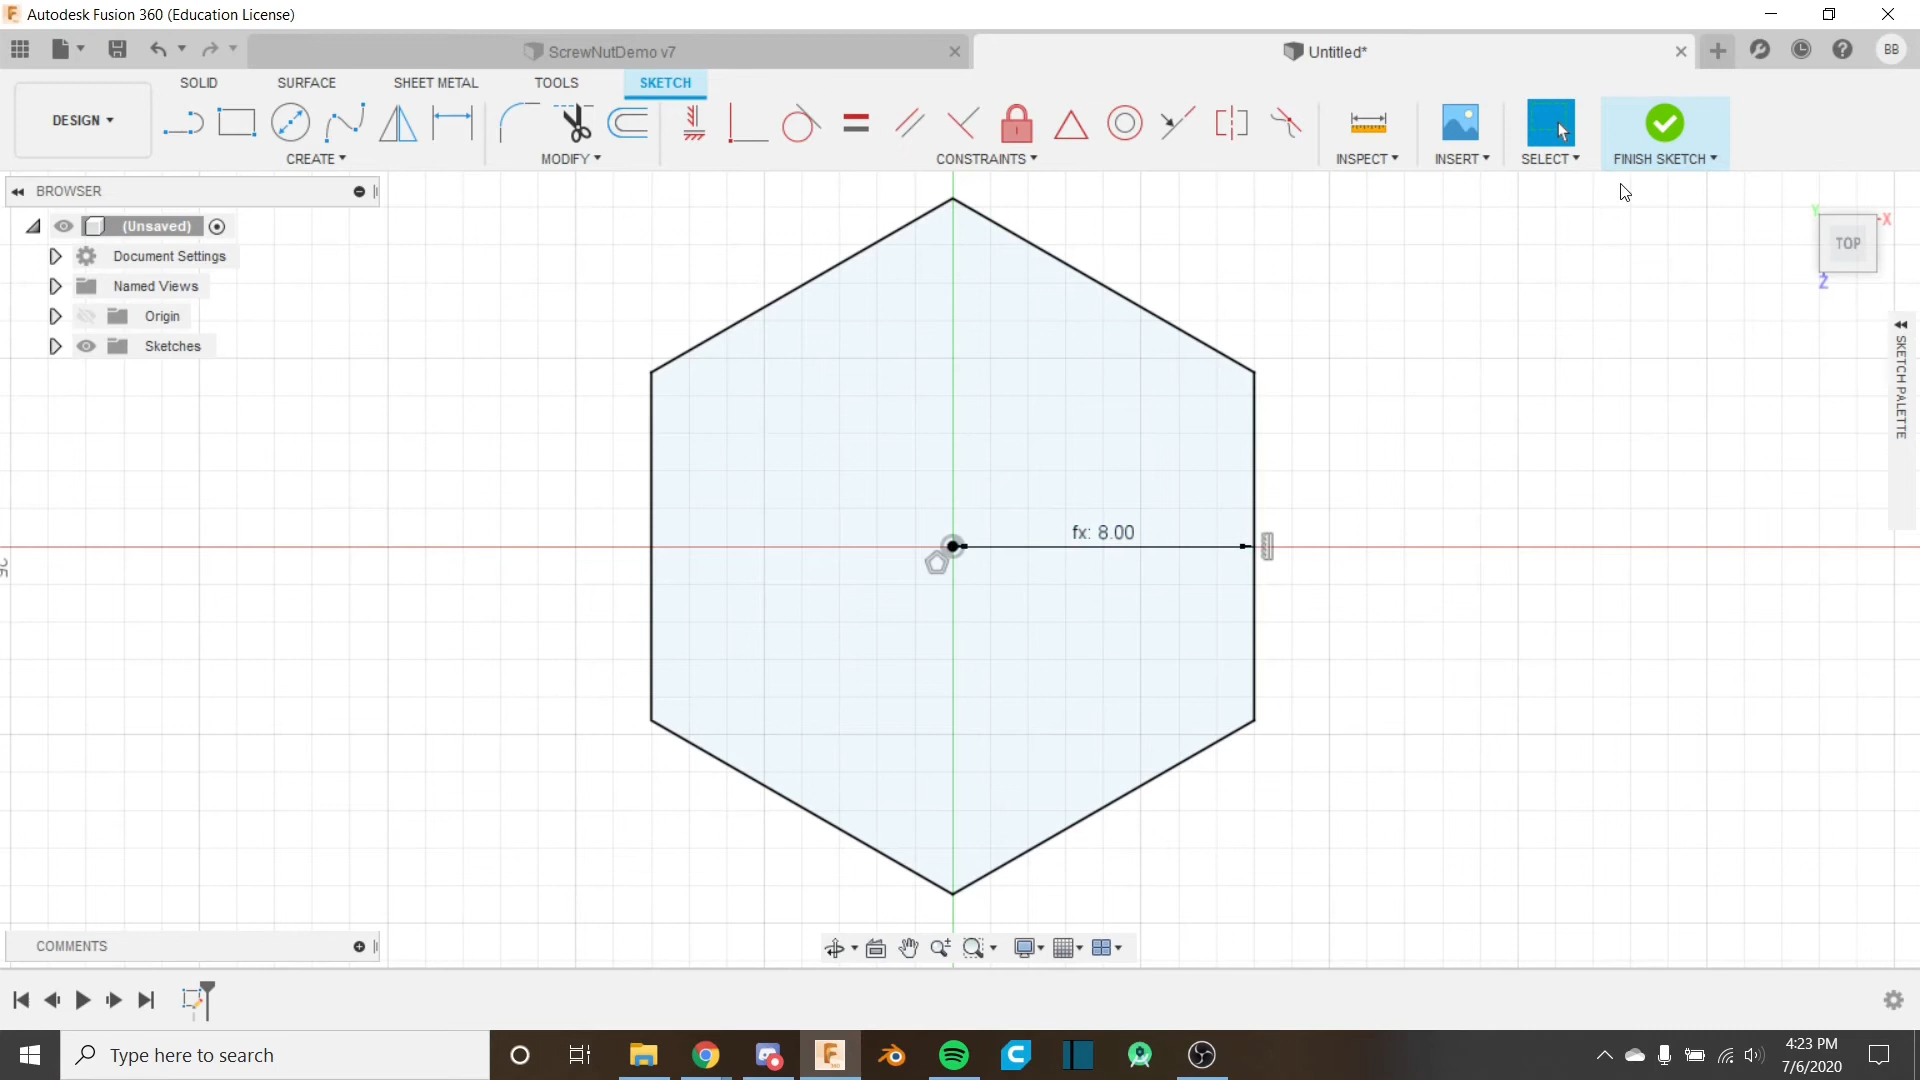 Autodesk Fusion 360 (Education License)
ScrewNutDemo v7
Untitled*
BB
SOLID
SURFACE
SHEET METAL
TOOLS
SKETCH
DESIGN
CREATE
MODIFY
CONSTRAINTS
INSPECT
INSERT
SELECT
FINISH SKETCH
BROWSER
(Unsaved)
Document Settings
Named Views
Origin
Sketches
Y
X
TOP
Z
SKETCH PALETTE
fx: 8.00
25
COMMENTS
Type here to search
4:23 PM
7/6/2020